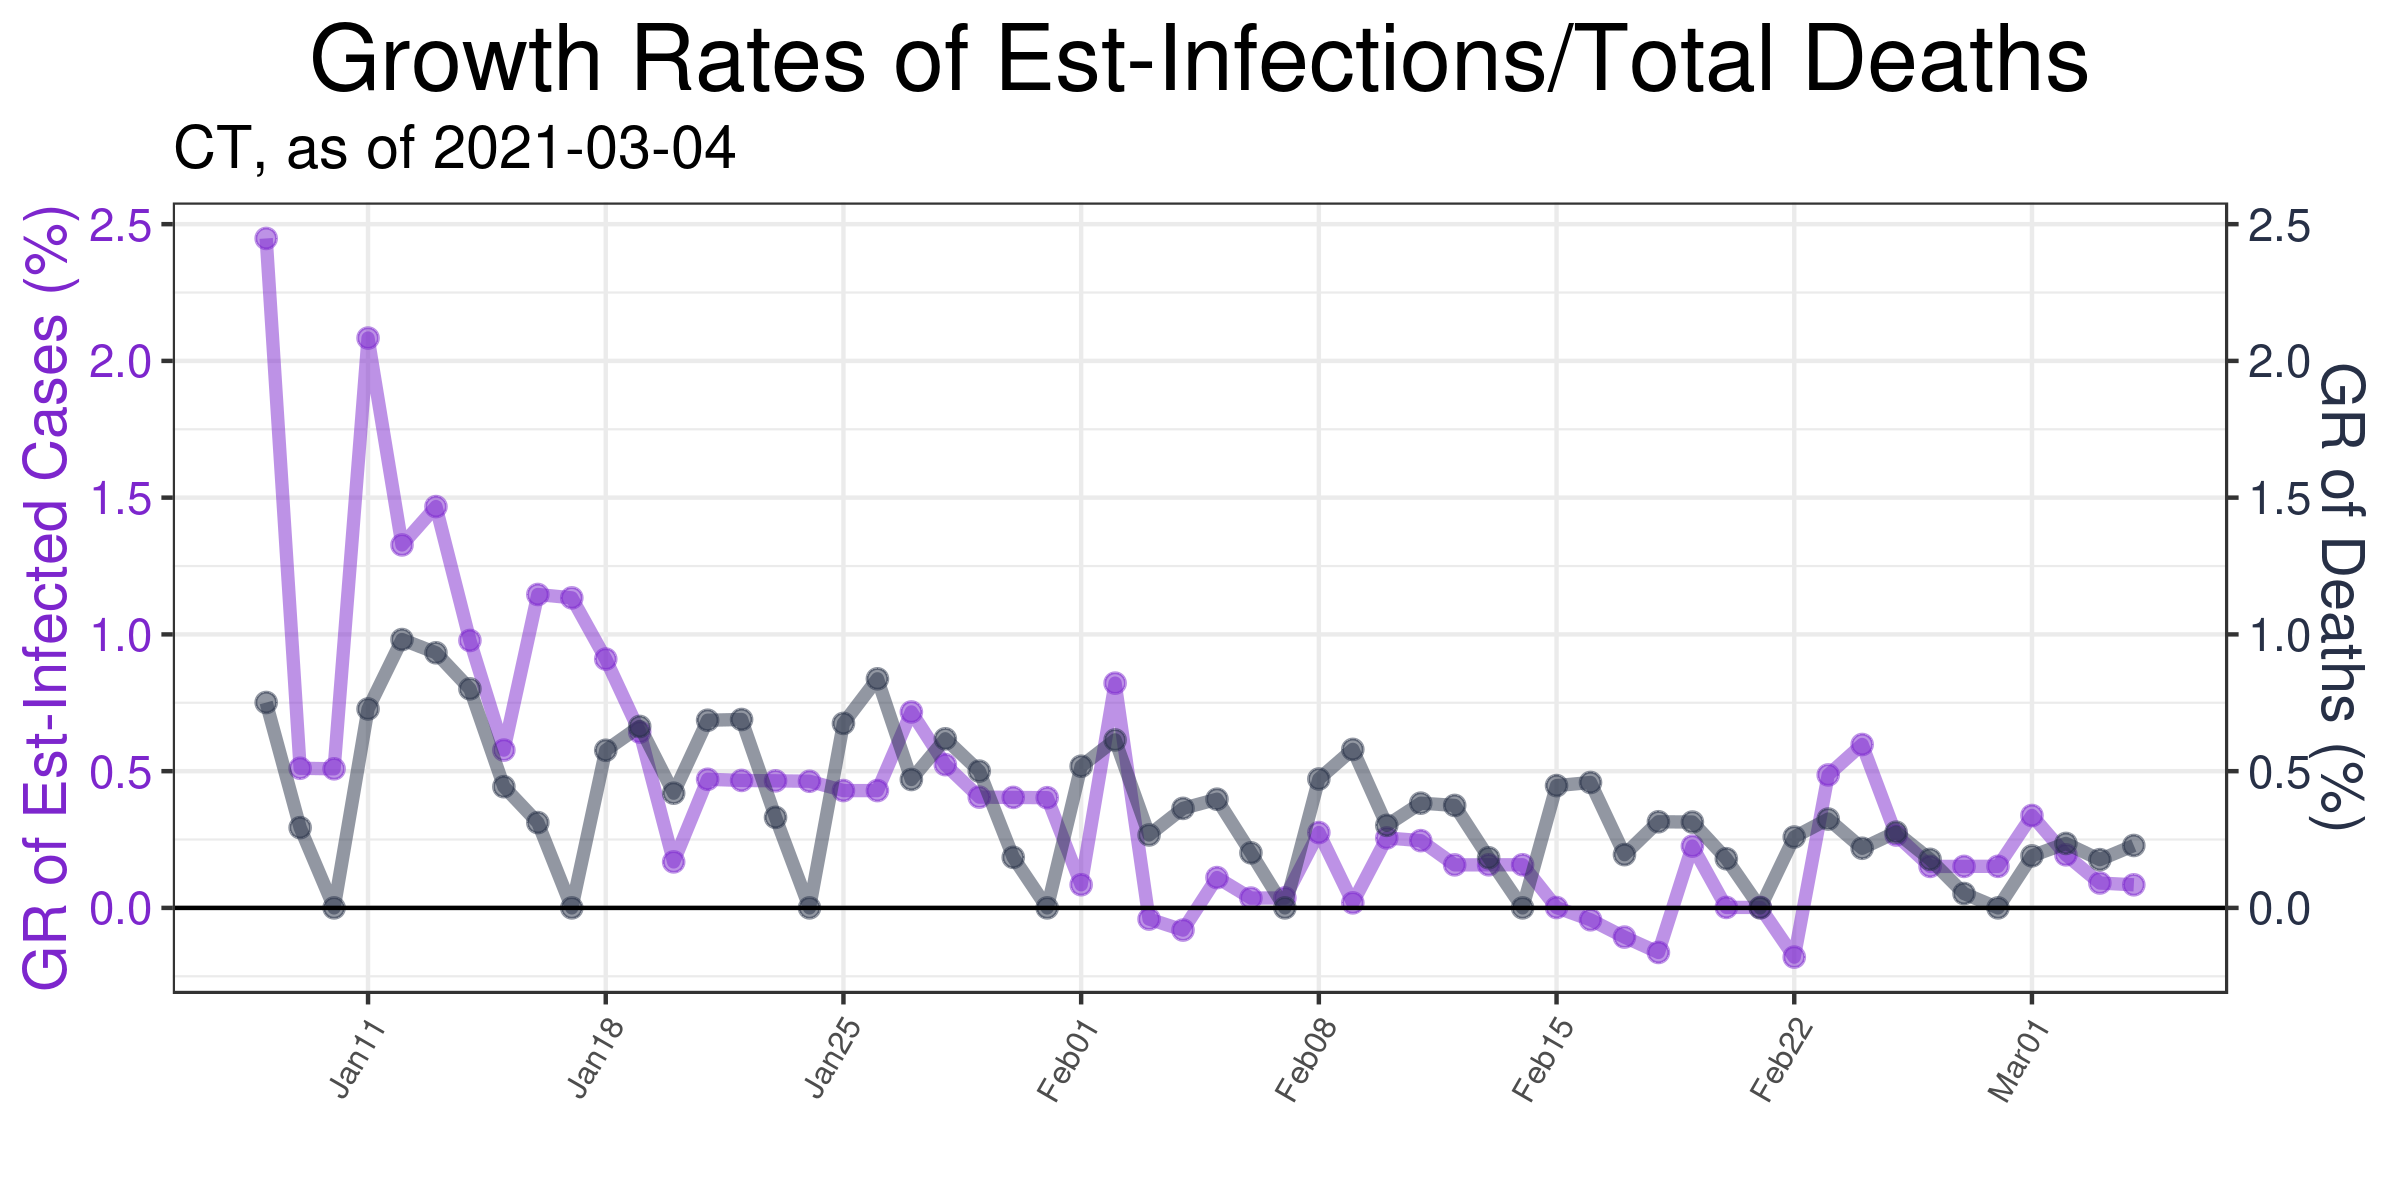 Growth Rates of Est-Infections/Total Deaths
CT, as of 2021-03-04
GR of Est-Infected Cases (%)
2.5
2.0
1.5
1.0
0.5
0.0
2.5
2.0
1.5
1.0
0.5
0.0
GR of Deaths (%)
Jan11
Jan18
Jan25
Feb01
Feb08
Feb15
Feb22
Mar01